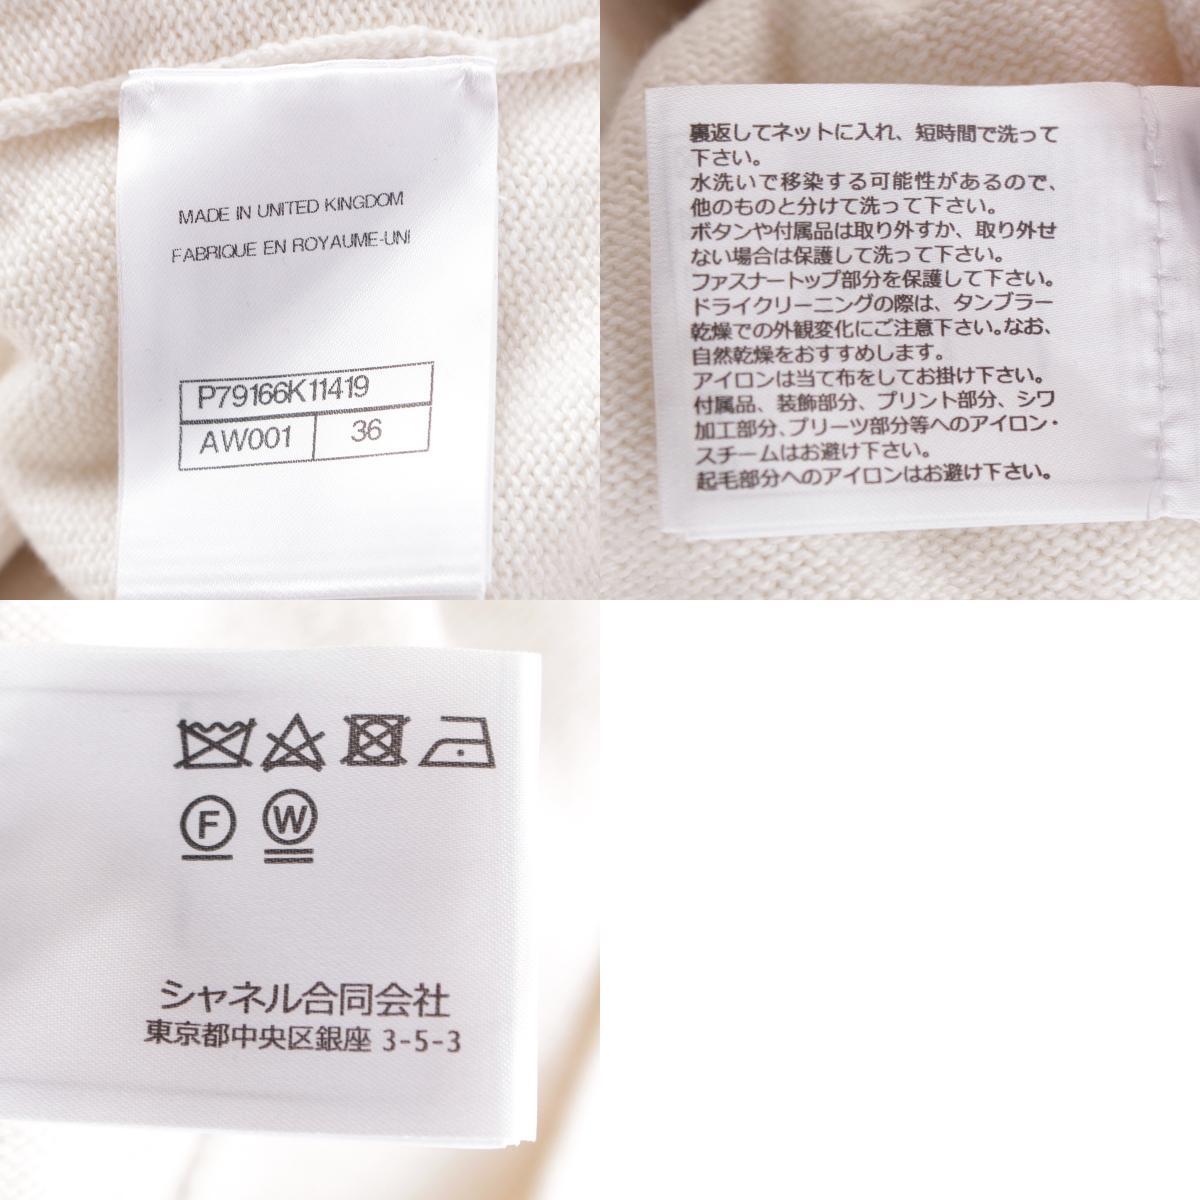 MADE IN UNITED KINGDOM
FABRIQUE EN ROYAUME-UNI
P79166K11419
AW001 36
裏返してネットに入れ、短時間で洗って
下さい。
水洗いで移染する可能性があるので、
他のものと分けて洗って下さい。
ボタンや付属品は取り外すか、取り外せ
ない場合は保護して洗って下さい。
ファスナートップ部分を保護して下さい。
ドライクリーニングの際は、タンブラー
乾燥での外観変化にご注意下さい。なお、
自然乾燥をおすすめします。
アイロンは当て布をしてお掛け下さい。
付属品、装飾部分、プリント部分、シワ
加工部分、プリーツ部分等へのアイロン・
スチームはお避け下さい。
起毛部分へのアイロンはお避け下さい。
F W
シャネル合同会社
東京都中央区銀座 3-5-3